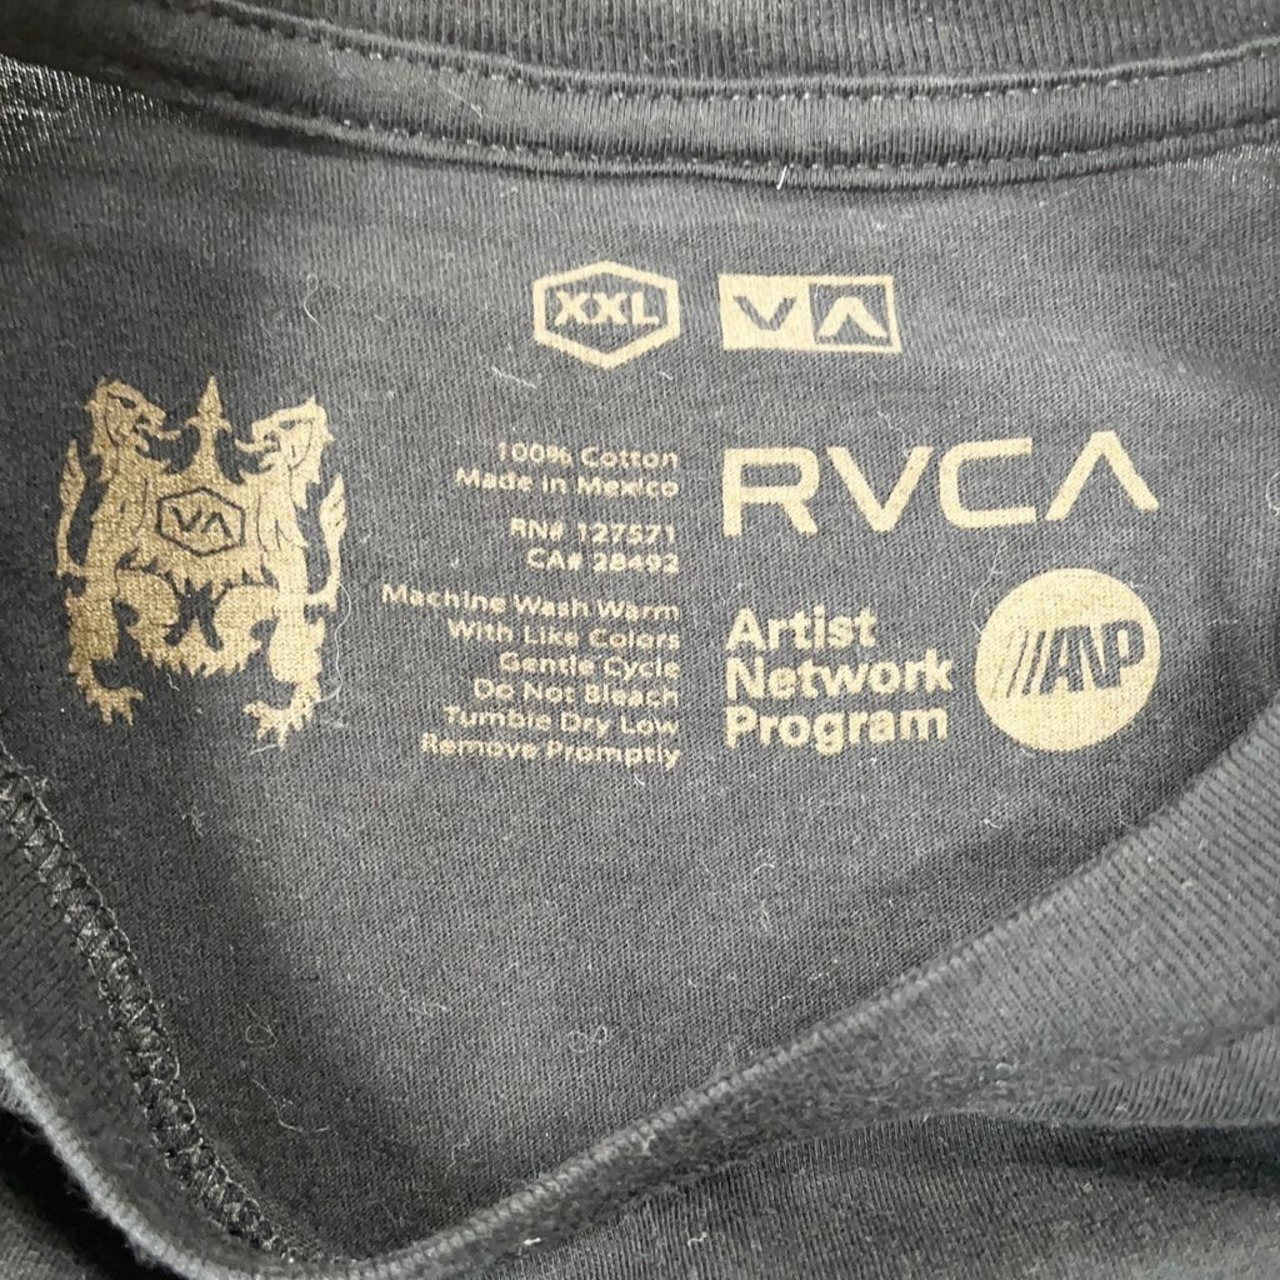 XXL
VA
VA
100% Cotton
Made in Mexico
RN# 127571
CA# 28492
Machine Wash Warm
With Like Colors
Gentle Cycle
Do Not Bleach
Tumble Dry Low
Remove Promptly
RVCA
Artist
Network
Program
ANP